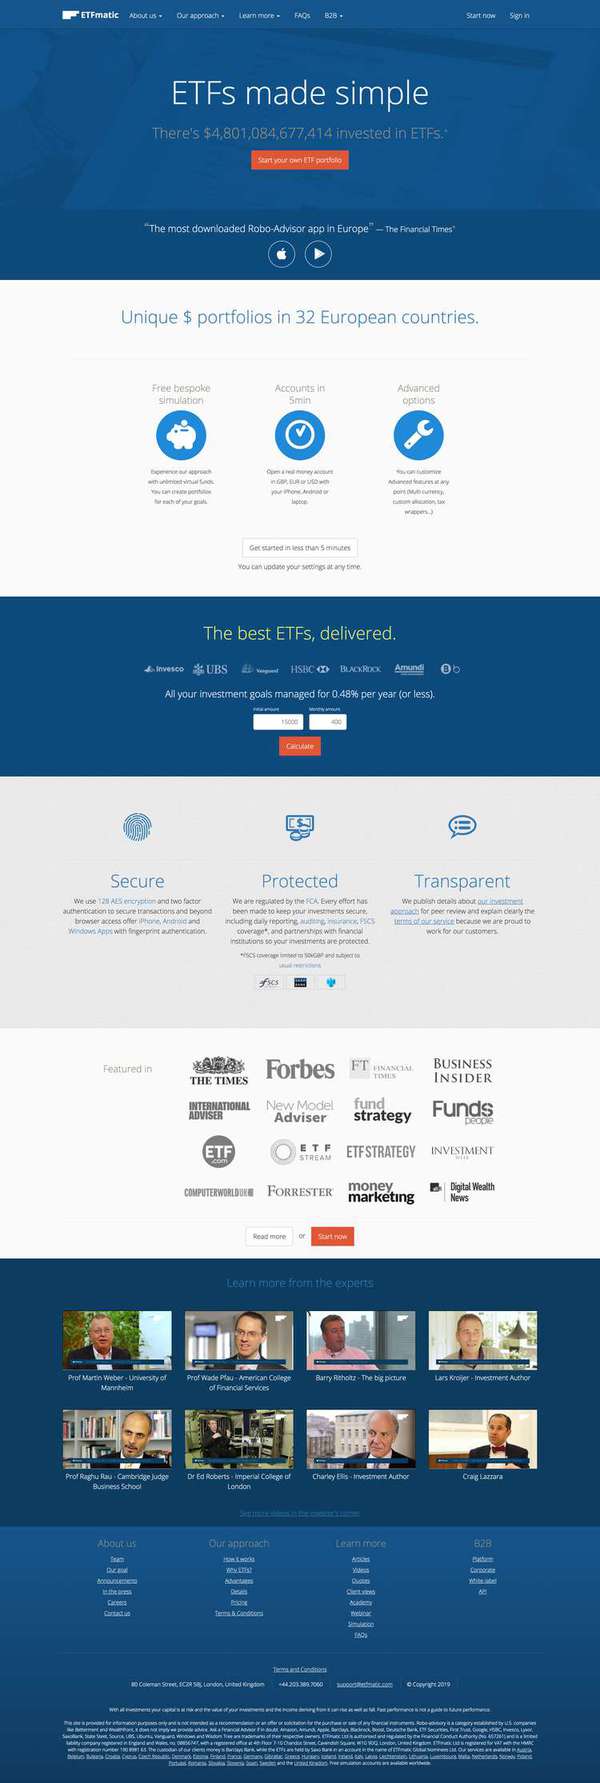 ETFmatic About us Our approach Learn more FAQs B2B Start now Sign in
ETFs made simple
There's $4,801,084,677,414 invested in ETFs.*
Start your own ETF portfolio
"The most downloaded Robo-Advisor app in Europe" — The Financial Times*
Unique $ portfolios in 32 European countries.
Free bespoke simulation
Experience our approach
with unlimited virtual funds.
You can create portfolios
for each of your goals.
Accounts in 5min
Open a real money account
in GBP, EUR or USD with
your iPhone, Android or
laptop.
Advanced options
You can customize
Advanced features at any
point (Multi currency,
custom allocation, tax
wrappers...)
Get started in less than 5 minutes
You can update your settings at any time.
The best ETFs, delivered.
Invesco UBS Vanguard HSBC BLACKROCK Amundi
All your investment goals managed for 0.48% per year (or less).
Initial amount Monthly amount
15000 400
Calculate
Secure
We use 128 AES encryption and two factor
authentication to secure transactions and beyond
browser access offer iPhone, Android and
Windows Apps with fingerprint authentication.
Protected
We are regulated by the FCA. Every effort has
been made to keep your investments secure,
including daily reporting, auditing, insurance, FSCS
coverage*, and partnerships with financial
institutions so your investments are protected.
*FSCS coverage limited to 50kGBP and subject to
usual restrictions
FSCS
Transparent
We publish details about our investment
approach for peer review and explain clearly the
terms of our service because we are proud to
work for our customers.
Featured in
THE TIMES Forbes FT FINANCIAL TIMES BUSINESS INSIDER
INTERNATIONAL ADVISER New Model Adviser fund strategy Funds people
ETF.com ETF STREAM ETF STRATEGY INVESTMENT WEEK
COMPUTERWORLDUK FORRESTER money marketing Digital Wealth News
Read more or Start now
Learn more from the experts
Prof Martin Weber - University of Mannheim
Prof Wade Pfau - American College of Financial Services
Barry Ritholtz - The big picture
Lars Kroijer - Investment Author
Prof Raghu Rau - Cambridge Judge Business School
Dr Ed Roberts - Imperial College of London
Charley Ellis - Investment Author
Craig Lazzara
See more videos in the investor's corner
About us
Team
Our goal
Announcements
In the press
Careers
Contact us
Our approach
How it works
Why ETFs?
Advantages
Details
Pricing
Terms & Conditions
Learn more
Articles
Videos
Quotes
Client views
Academy
Webinar
Simulation
FAQs
B2B
Platform
Corporate
White-label
API
Terms and Conditions
80 Coleman Street, EC2R 5BJ, London, United Kingdom +44.203.389.7060 support@etfmatic.com © Copyright 2019
With all investments your capital is at risk and the value of your investments and the income deriving from it can rise as well as fall. Past performance is not a guide to future performance.